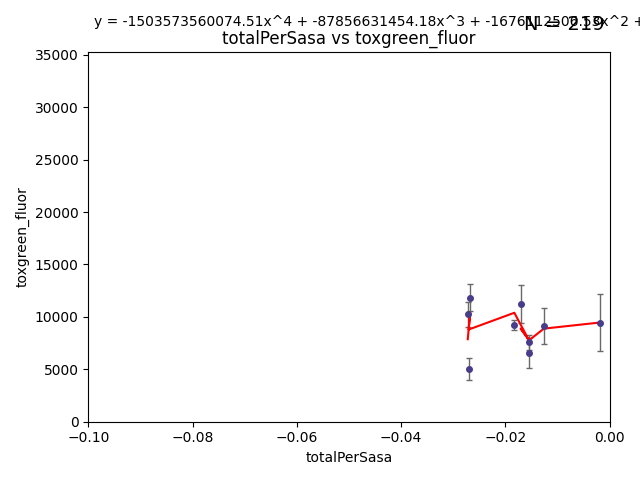 y = -1503573560074.51x^4 + -87856631454.18x^3 +
N = 219
totalPerSasa vs toxgreen_fluor
35000
30000
25000
20000
15000
10000
5000
0
toxgreen_fluor
−0.10
−0.08
−0.06
−0.04
−0.02
0.00
totalPerSasa